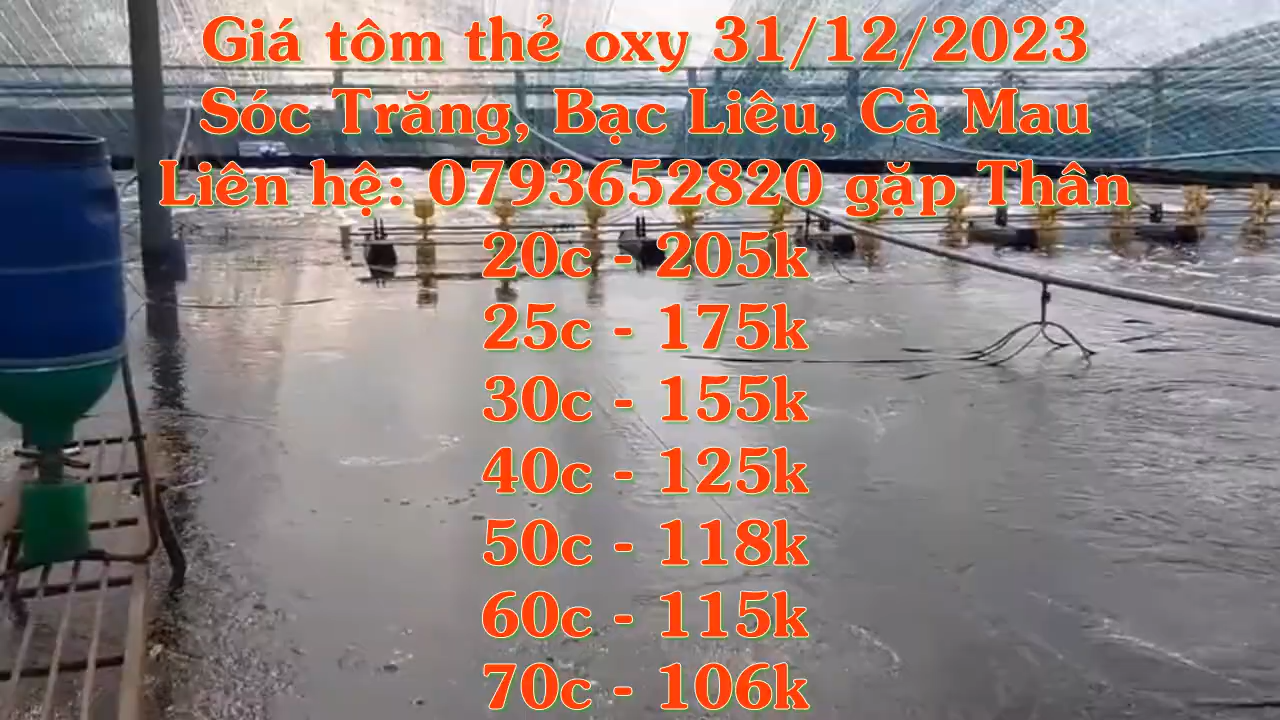 Giá tôm thẻ oxy 31/12/2023
Sóc Trăng, Bạc Liêu, Cà Mau
Liên hệ: 0793652820 gặp Thân
20c - 205k
25c - 175k
30c - 155k
40c - 125k
50c - 118k
60c - 115k
70c - 106k